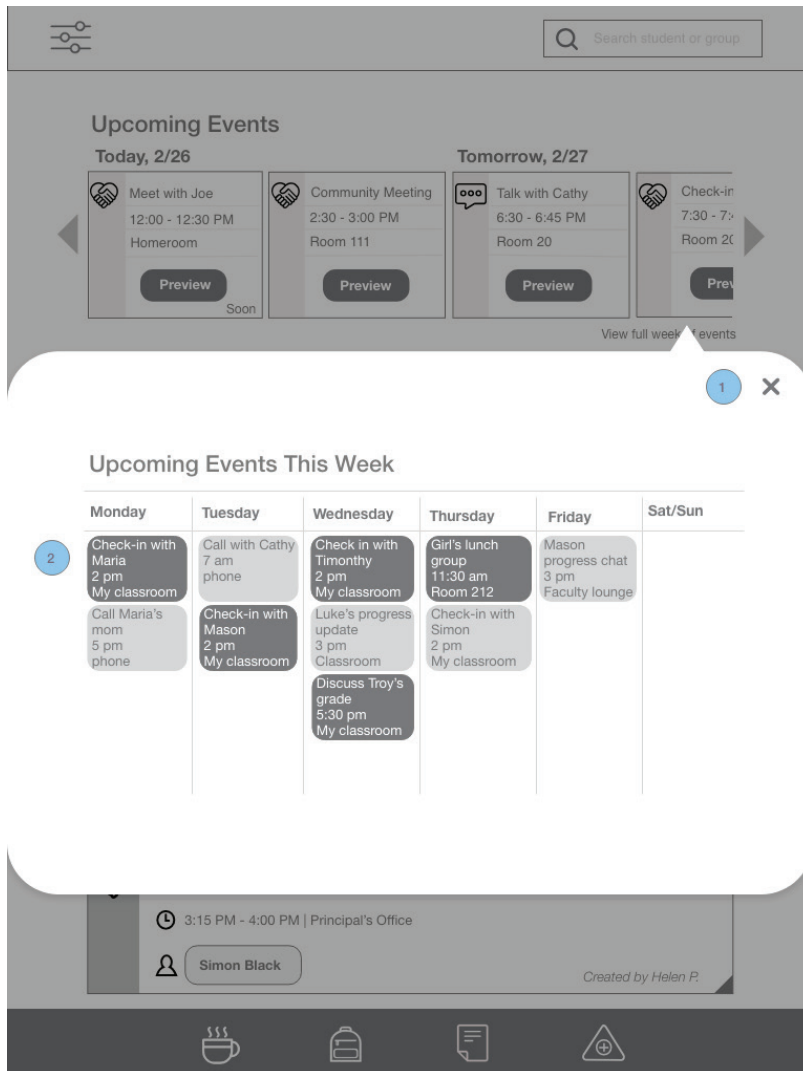 Search student or group
Upcoming Events
Today, 2/26
Tomorrow, 2/27
Meet with Joe
12:00 - 12:30 PM
Homeroom
Preview
Soon
Community Meeting
2:30 - 3:00 PM
Room 111
Preview
Talk with Cathy
6:30 - 6:45 PM
Room 20
Preview
Check-in
7:30 - 7:4
Room 20
Prev
View full week of events
1
Upcoming Events This Week
Monday
Tuesday
Wednesday
Thursday
Friday
Sat/Sun
2
Check-in with
Maria
2 pm
My classroom
Call Maria's
mom
5 pm
phone
Call with Cathy
7 am
phone
Check-in with
Mason
2 pm
My classroom
Check in with
Timonthy
2 pm
My classroom
Luke's progress
update
3 pm
Classroom
Discuss Troy's
grade
5:30 pm
My classroom
Girl's lunch
group
11:30 am
Room 212
Check-in with
Simon
2 pm
My classroom
Mason
progress chat
3 pm
Faculty lounge
3:15 PM - 4:00 PM | Principal's Office
Simon Black
Created by Helen P.